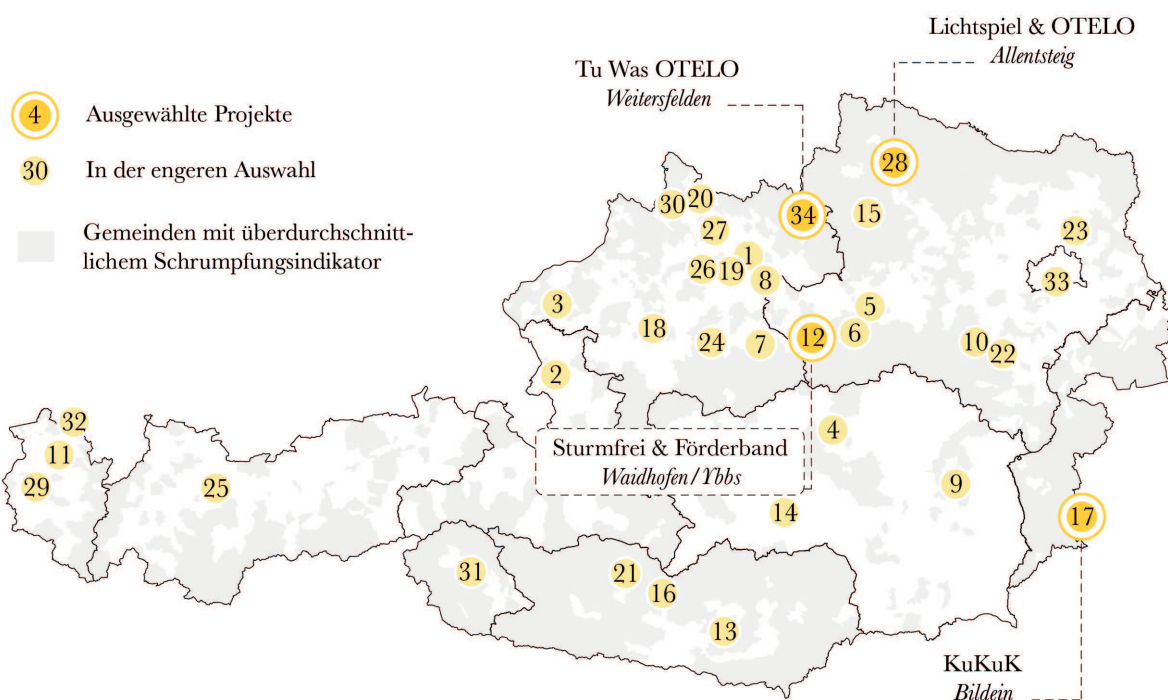 Lichtspiel & OTELO
Allentsteig
Tu Was OTELO
Weitersfelden
4 Ausgewählte Projekte
30 In der engeren Auswahl
Gemeinden mit überdurchschnitt-
lichem Schrumpfungsindikator
28
30 20
34
15
27
23
1
26 19
8
33
3
5
18
6
12
24
7
10
22
2
32
4
11
Sturmfrei & Förderband
Waidhofen/Ybbs
29
25
9
14
17
31
21
16
13
KuKuK
Bildein